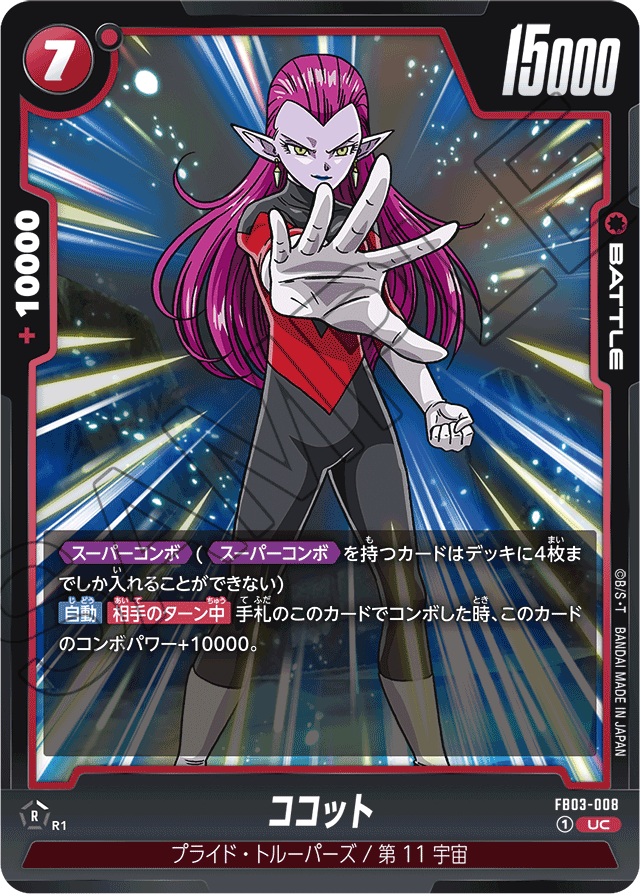 7
15000
+ 10000
BATTLE
SAMPLE
スーパーコンボ ( スーパーコンボ を持つカードはデッキに4枚ま
でしか入れることができない)
自動 相手のターン中 手札のこのカードでコンボした時、このカード
のコンボパワー+10000。
©B/S・T BANDAI MADE IN JAPAN
R R1
ココット
FB03-008
1 UC
プライド・トルーパーズ / 第 11 宇宙